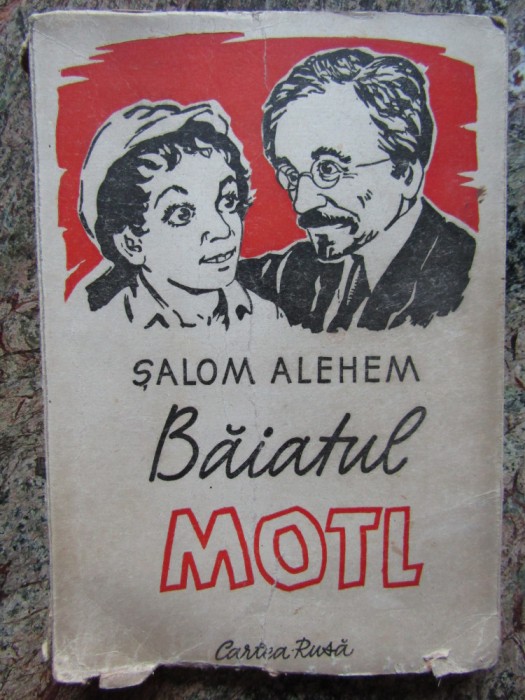 ȘALOM ALEHEM
Băiatul
MOTL
Cartea Rusă